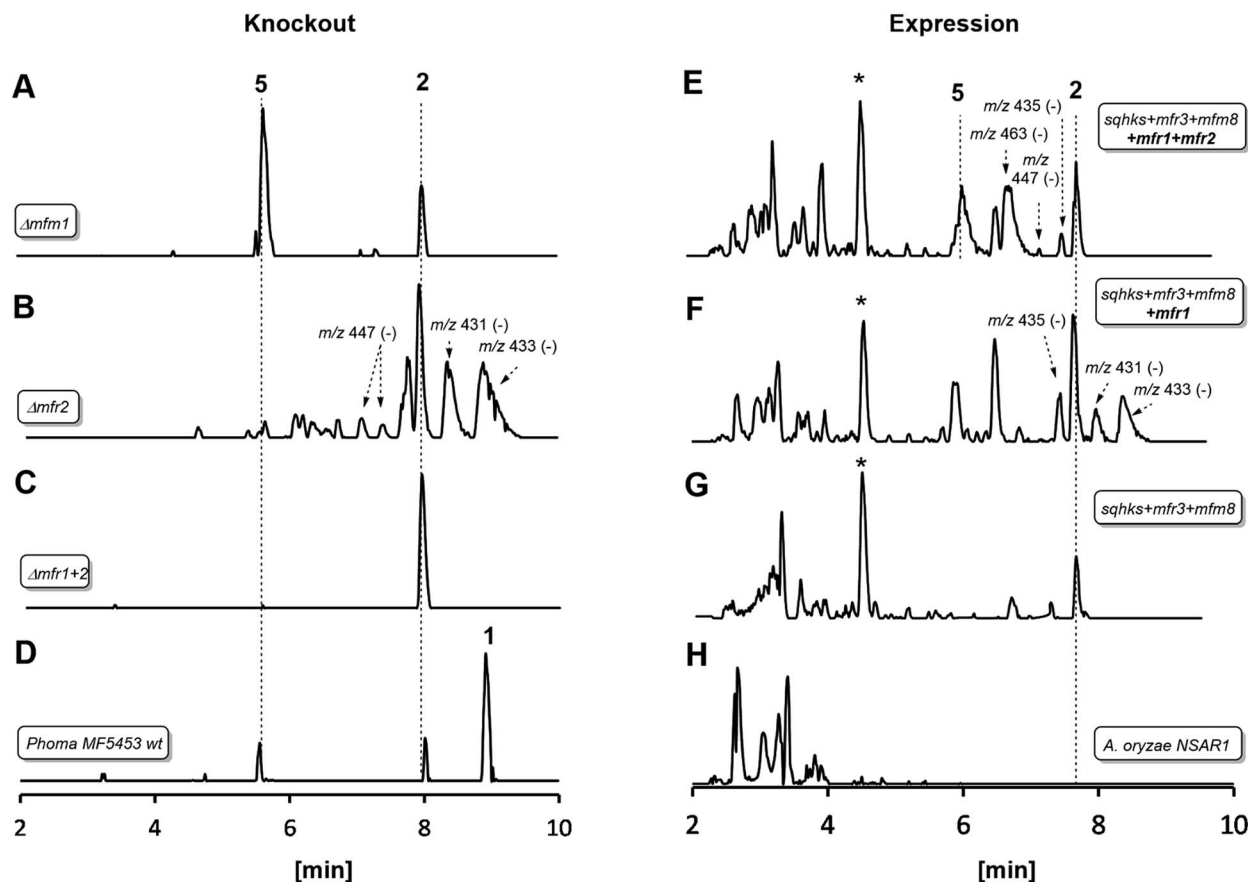 Knockout
A
5
2
Δmfm1
B
m/z 447 (-)
m/z 431 (-)
m/z 433 (-)
Δmfr2
C
Δmfr1+2
D
1
Phoma MF5453 wt
2
4
6
8
10
[min]
Expression
E
*
5
2
m/z 435 (-)
m/z 463 (-)
m/z
447 (-)
sqhks+mfr3+mfm8
+mfr1+mfr2
F
*
m/z 435 (-)
m/z 431 (-)
m/z 433 (-)
sqhks+mfr3+mfm8
+mfr1
G
*
sqhks+mfr3+mfm8
H
A. oryzae NSAR1
2
4
6
8
10
[min]